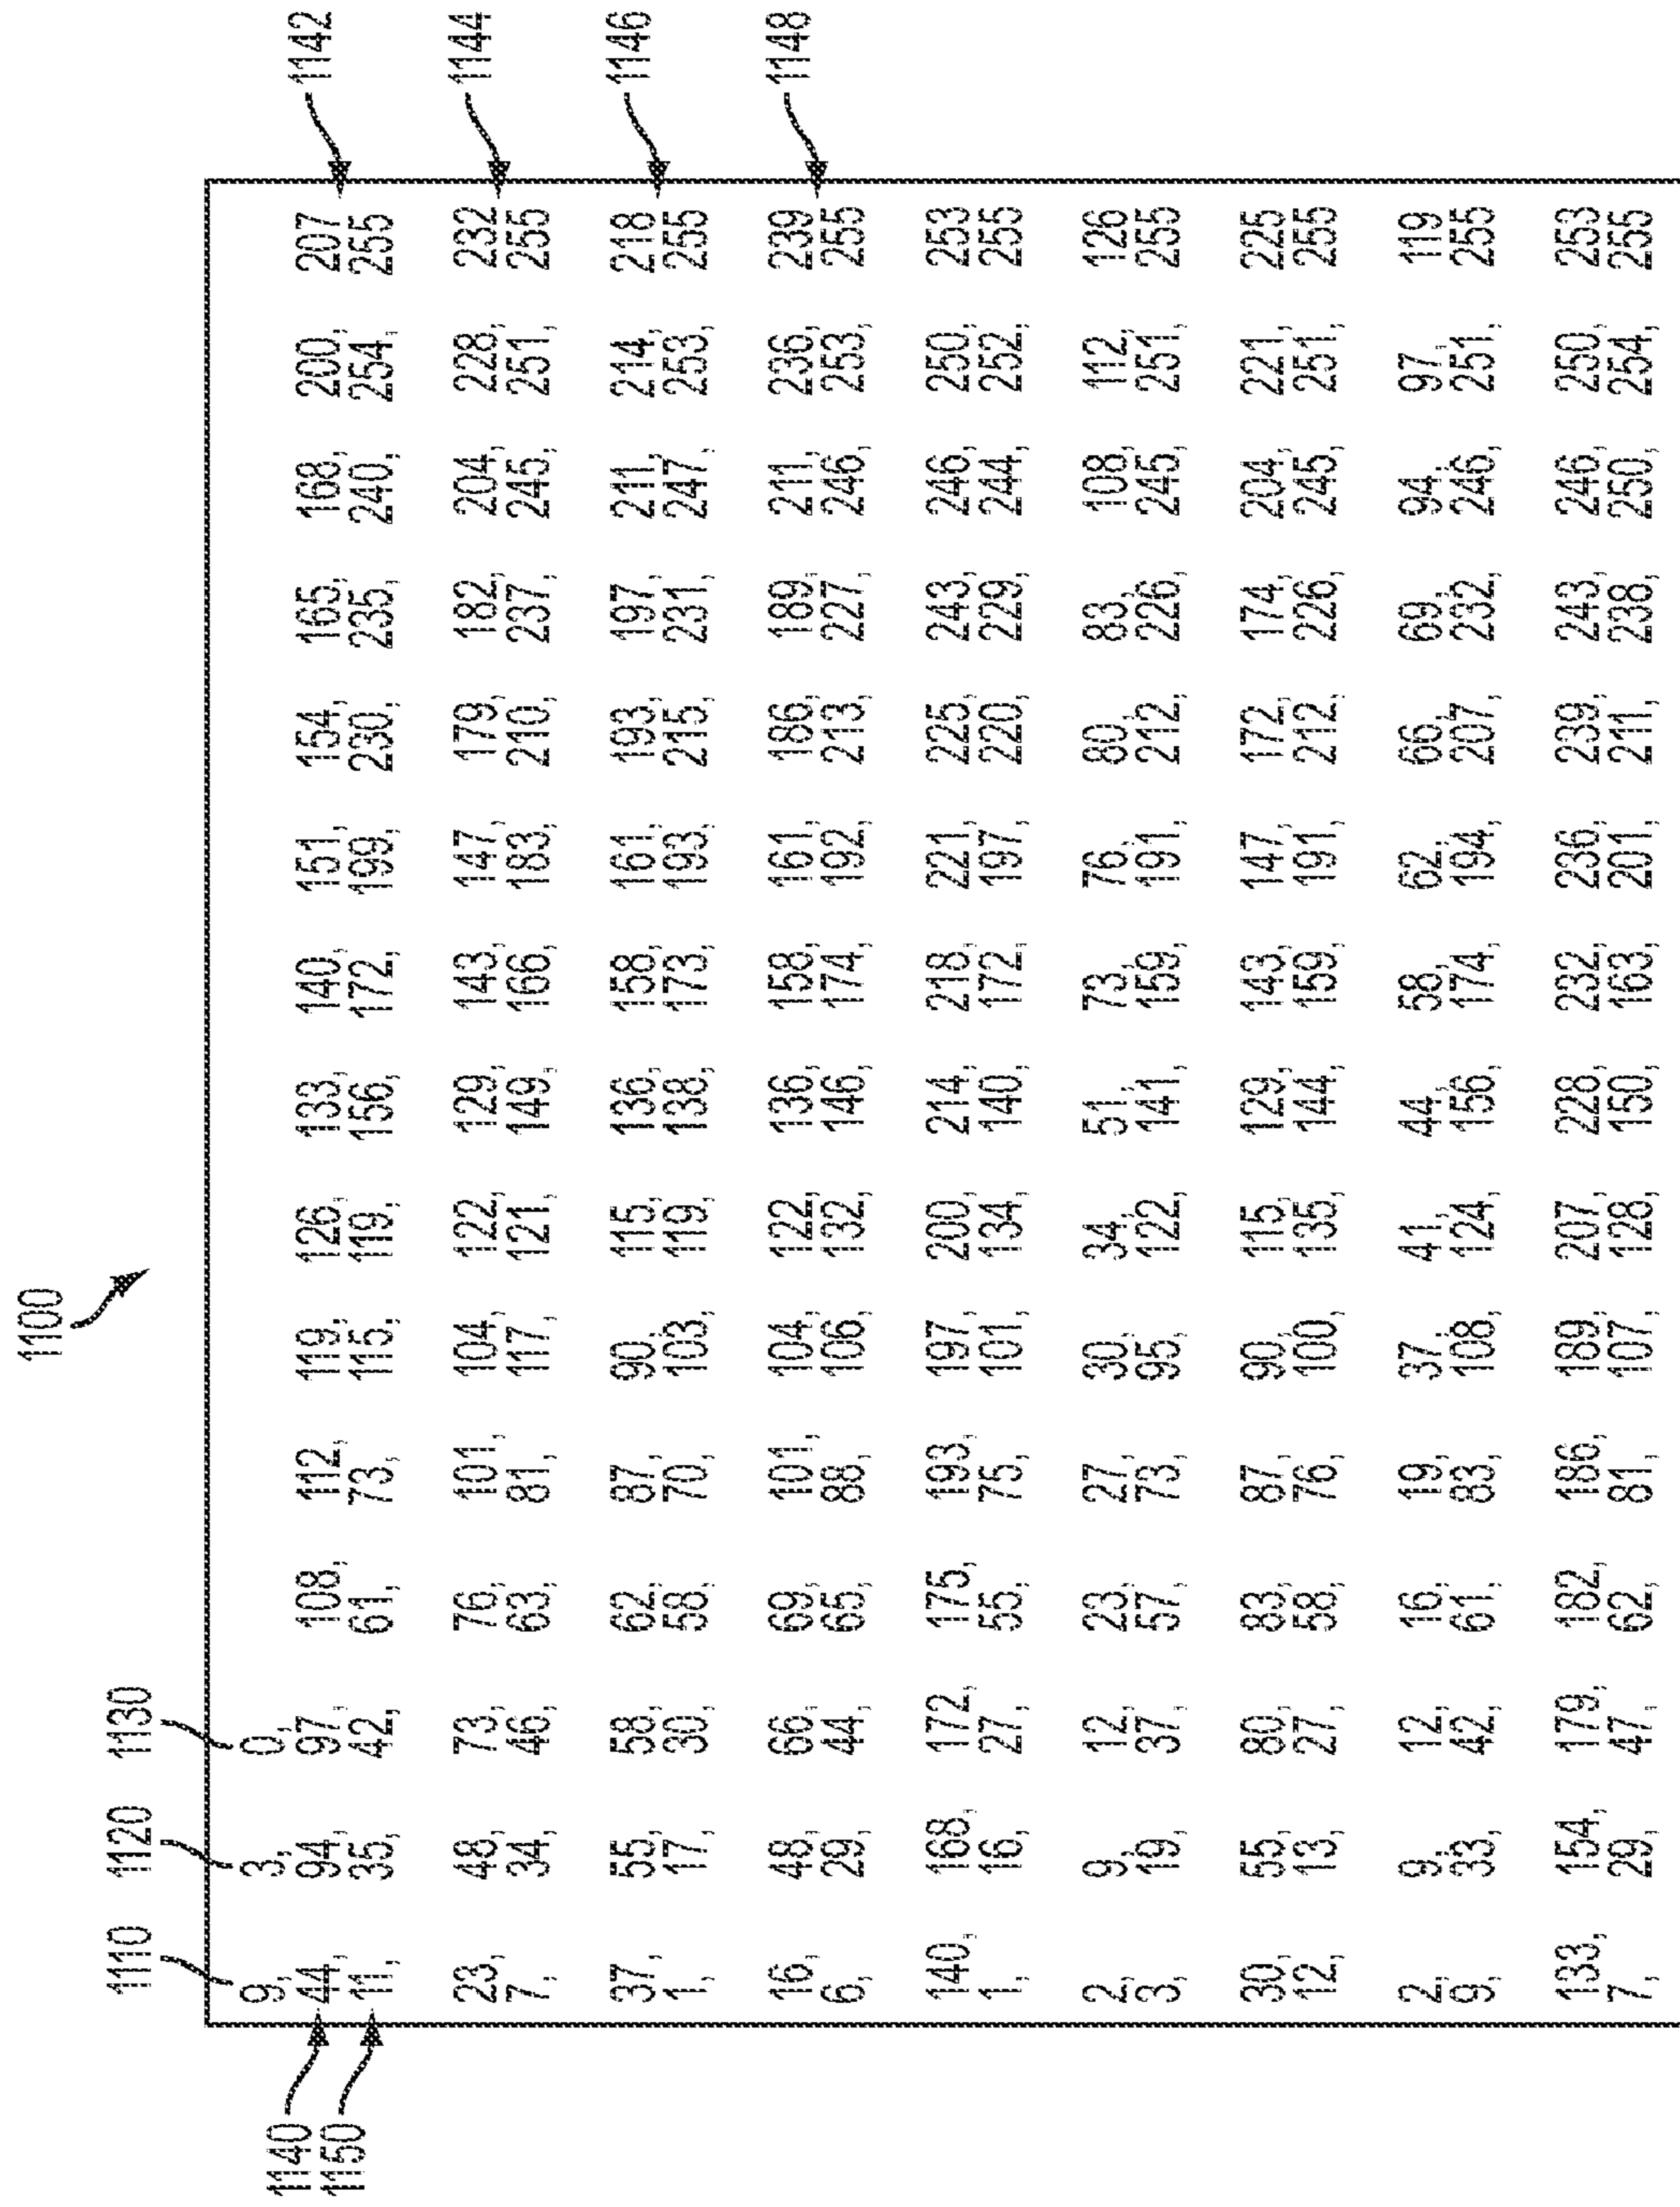 1100
1110 1120 1130
9, 3, 0,
1140 44, 94, 97, 108, 112, 119, 126, 133, 140, 151, 154, 165, 168, 200, 207 1142
1150 11, 35, 42, 61, 73, 115, 119, 156, 172, 199, 230, 235, 240, 254, 255
23, 48, 73, 76, 101, 104, 122, 129, 143, 147, 179 182, 204, 228, 232 1144
7, 34, 46, 63, 81, 117, 121, 149, 166, 183, 210, 237, 245, 251, 255
37, 55, 58, 62, 87, 90, 115, 136, 158, 161, 193, 197, 211, 214, 218 1146
1, 17, 30, 58, 70, 103, 119, 138, 173, 193, 215, 231, 247, 253, 255
16, 48, 66, 69, 101, 104, 122, 136, 158, 161, 186, 189, 211, 236, 239 1148
6, 29, 44, 65, 88, 106, 132, 146, 174, 192, 213, 227, 246, 253, 255
140, 168, 172, 175, 193, 197, 200, 214, 218, 221, 225, 243, 246, 250, 253
1, 16, 27, 55, 75, 101, 134, 140, 172, 197, 220, 229, 244, 252, 255
2, 9, 12, 23, 27, 30, 34, 51, 73, 76, 80, 83, 108, 112, 126
3, 19, 37, 57, 73, 95, 122, 141, 159, 191, 212, 226, 245, 251, 255
30, 55, 80, 83, 87, 90, 115, 129, 143, 147, 172, 174, 204, 221, 225
12, 13, 27, 58, 76, 100, 135, 144, 159, 191, 212, 226, 245, 251, 255
2, 9, 12, 16, 19, 37, 41, 44, 58, 62, 66, 69, 94, 97, 119
9, 33, 42, 61, 83, 108, 124, 156, 174, 194, 207, 232, 246, 251, 255
133, 154, 179, 182, 186, 189, 207, 228, 232, 236, 239, 243, 246, 250, 253
7, 29, 47, 62, 81, 107, 128, 150, 163, 201, 211, 238, 250, 254, 255